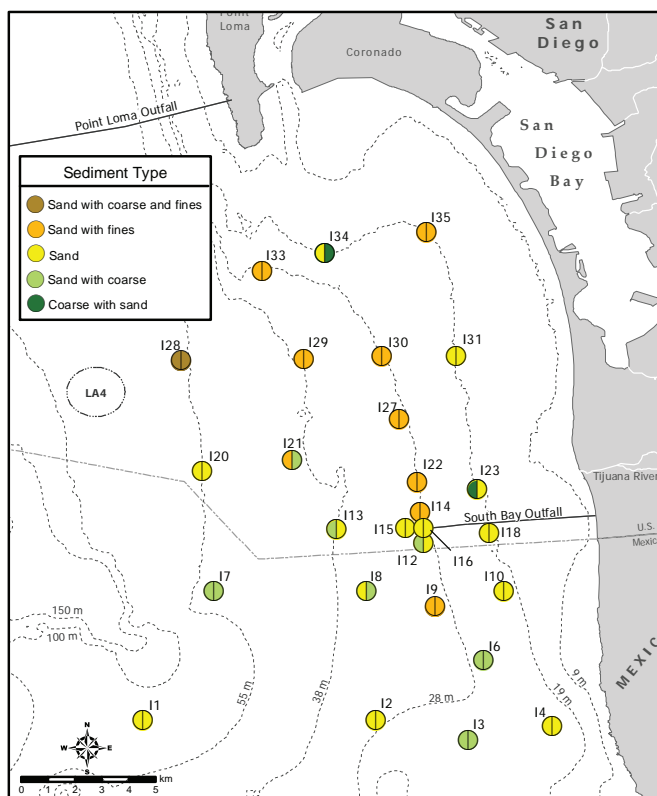 Point
Loma
San
Diego
Coronado
Point Loma Outfall
San
Diego
Bay
Sediment Type
Sand with coarse and fines
Sand with fines
Sand
Sand with coarse
Coarse with sand
I35
I34
I33
I28
I29
I30
I31
LA4
I27
I21
I20
I22
I23
Tijuana River
I14
South Bay Outfall
I13
I15
I18
U.S.
Mexico
I12
I16
I7
I8
I9
I10
150 m
100 m
I6
MEXICO
55 m
38 m
28 m
19 m
9 m
I1
I2
I3
I4
N
W
E
S
0 1 2 3 4 5
km